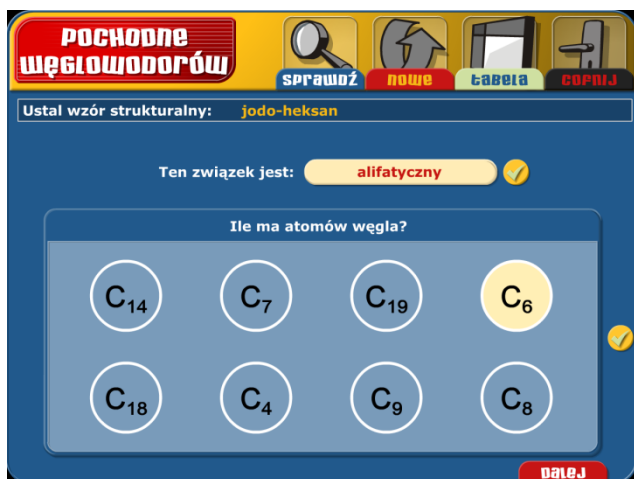 POCHODNE
WĘGLOWODORÓW
SPRAWDŹ
NOWE
TABELA
COFNIJ
Ustal wzór strukturalny: jodo-heksan
Ten związek jest: alifatyczny
Ile ma atomów węgla?
C₁₄ C₇ C₁₉ C₆
C₁₈ C₄ C₉ C₈
DALEJ